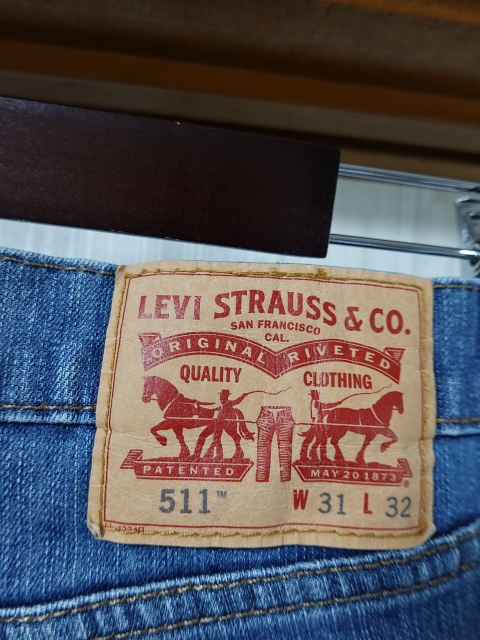 LEVI STRAUSS & CO.
SAN FRANCISCO
CAL.
ORIGINAL RIVETED
QUALITY CLOTHING
PATENTED MAY 20 1873
511™ W 31 L 32